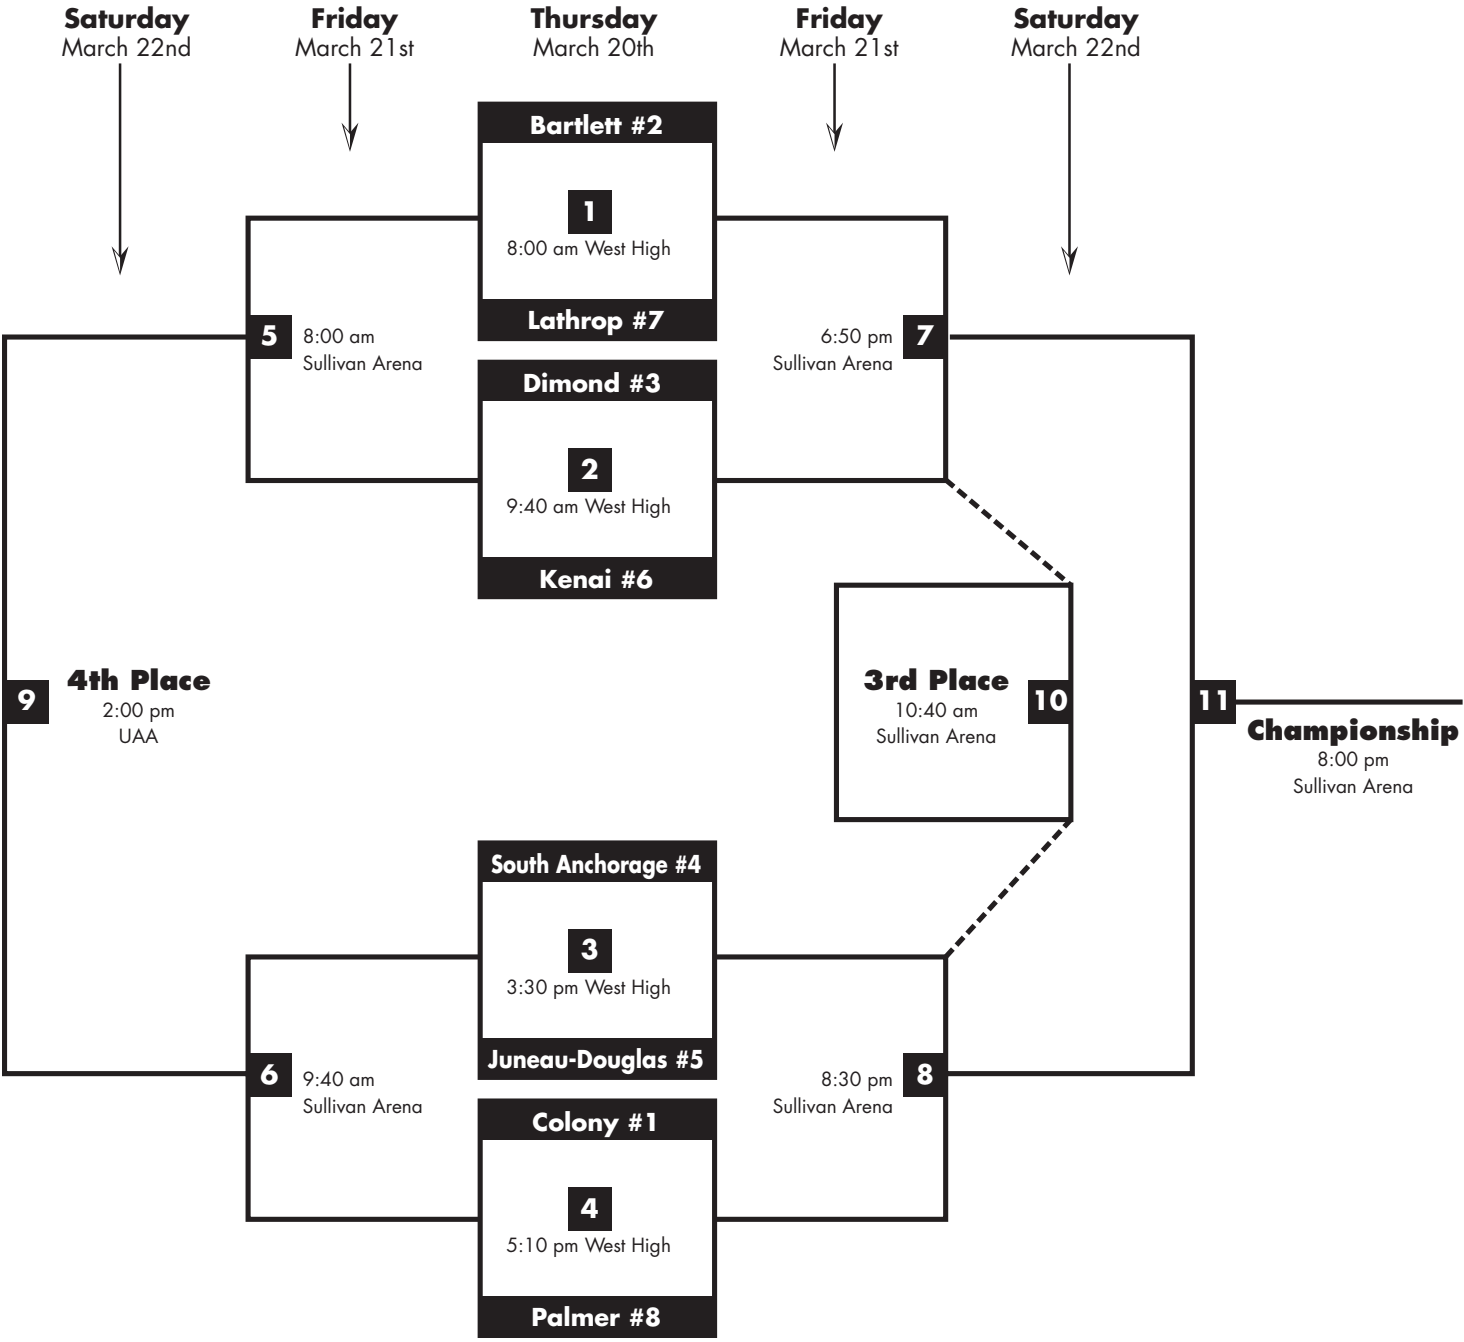 Saturday
March 22nd
Friday
March 21st
Thursday
March 20th
Friday
March 21st
Saturday
March 22nd
Bartlett #2
1
8:00 am West High
Lathrop #7
5
8:00 am
Sullivan Arena
6:50 pm
Sullivan Arena
7
Dimond #3
2
9:40 am West High
Kenai #6
9
4th Place
2:00 pm
UAA
3rd Place
10:40 am
Sullivan Arena
10
11
Championship
8:00 pm
Sullivan Arena
South Anchorage #4
3
3:30 pm West High
Juneau-Douglas #5
6
9:40 am
Sullivan Arena
8:30 pm
Sullivan Arena
8
Colony #1
4
5:10 pm West High
Palmer #8